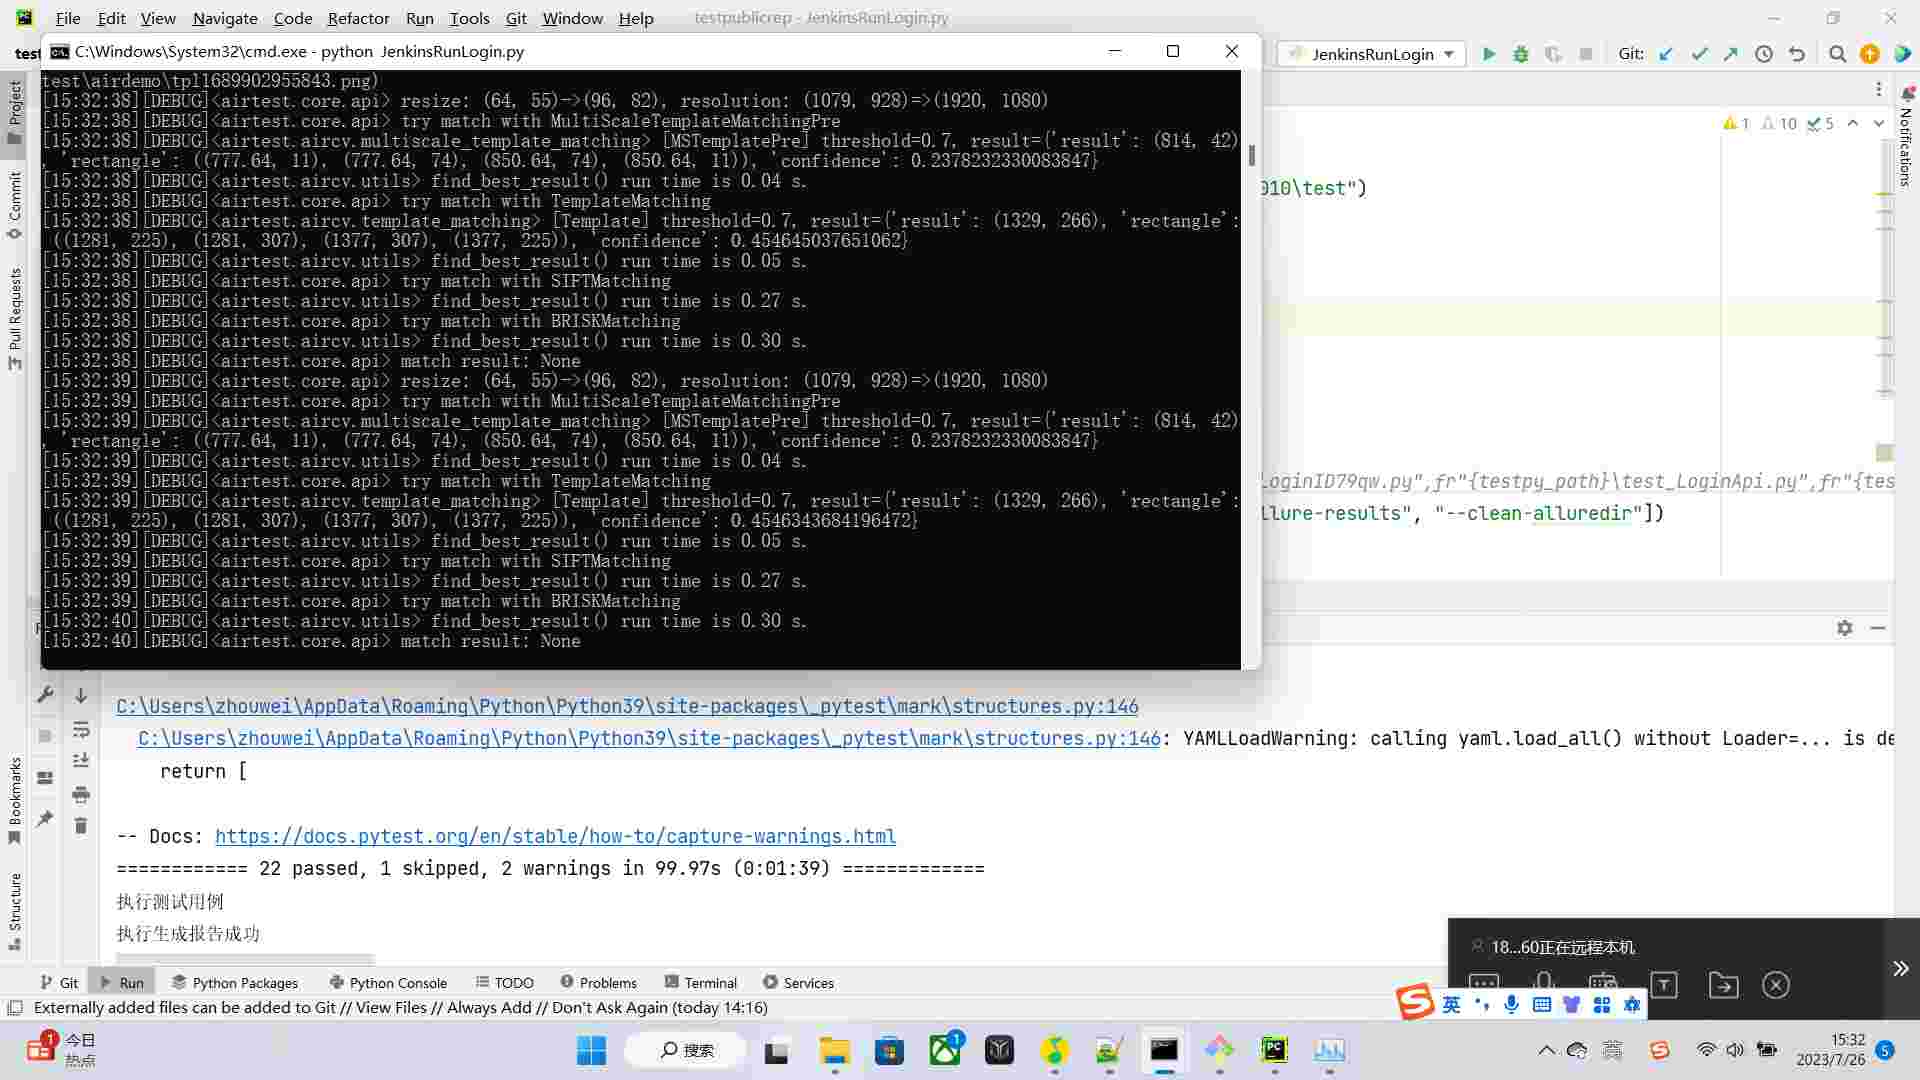 File Edit View Navigate Code Refactor Run Tools Git Window Help testpublicrep - JenkinsRunLogin.py
C:\Windows\System32\cmd.exe - python JenkinsRunLogin.py
JenkinsRunLogin Git:
test\airdemo\tpl1689902955843.png)
[15:32:38][DEBUG]<airtest.core.api> resize: (64, 55)->(96, 82), resolution: (1079, 928)=>(1920, 1080)
[15:32:38][DEBUG]<airtest.core.api> try match with MultiScaleTemplateMatchingPre
[15:32:38][DEBUG]<airtest.aircv.multiscale_template_matching> [MSTemplatePre] threshold=0.7, result={'result': (814, 42)
, 'rectangle': ((777.64, 11), (777.64, 74), (850.64, 74), (850.64, 11)), 'confidence': 0.2378232330083847}
[15:32:38][DEBUG]<airtest.aircv.utils> find_best_result() run time is 0.04 s.
[15:32:38][DEBUG]<airtest.core.api> try match with TemplateMatching
[15:32:38][DEBUG]<airtest.aircv.template_matching> [Template] threshold=0.7, result={'result': (1329, 266), 'rectangle':
((1281, 225), (1281, 307), (1377, 307), (1377, 225)), 'confidence': 0.454645037651062}
[15:32:38][DEBUG]<airtest.aircv.utils> find_best_result() run time is 0.05 s.
[15:32:38][DEBUG]<airtest.core.api> try match with SIFTMatching
[15:32:38][DEBUG]<airtest.aircv.utils> find_best_result() run time is 0.27 s.
[15:32:38][DEBUG]<airtest.core.api> try match with BRISKMatching
[15:32:38][DEBUG]<airtest.aircv.utils> find_best_result() run time is 0.30 s.
[15:32:38][DEBUG]<airtest.core.api> match result: None
[15:32:39][DEBUG]<airtest.core.api> resize: (64, 55)->(96, 82), resolution: (1079, 928)=>(1920, 1080)
[15:32:39][DEBUG]<airtest.core.api> try match with MultiScaleTemplateMatchingPre
[15:32:39][DEBUG]<airtest.aircv.multiscale_template_matching> [MSTemplatePre] threshold=0.7, result={'result': (814, 42)
, 'rectangle': ((777.64, 11), (777.64, 74), (850.64, 74), (850.64, 11)), 'confidence': 0.2378232330083847}
[15:32:39][DEBUG]<airtest.aircv.utils> find_best_result() run time is 0.04 s.
[15:32:39][DEBUG]<airtest.core.api> try match with TemplateMatching
[15:32:39][DEBUG]<airtest.aircv.template_matching> [Template] threshold=0.7, result={'result': (1329, 266), 'rectangle':
((1281, 225), (1281, 307), (1377, 307), (1377, 225)), 'confidence': 0.4546343684196472}
[15:32:39][DEBUG]<airtest.aircv.utils> find_best_result() run time is 0.05 s.
[15:32:39][DEBUG]<airtest.core.api> try match with SIFTMatching
[15:32:39][DEBUG]<airtest.aircv.utils> find_best_result() run time is 0.27 s.
[15:32:39][DEBUG]<airtest.core.api> try match with BRISKMatching
[15:32:40][DEBUG]<airtest.aircv.utils> find_best_result() run time is 0.30 s.
[15:32:40][DEBUG]<airtest.core.api> match result: None
1 10 5
010\test")
LoginID79qw.py",fr"{testpy_path}\test_LoginApi.py",fr"{tes
llure-results", "--clean-alluredir"])
Project
Commit
Pull Requests
Bookmarks
Structure
Notifications
C:\Users\zhouwei\AppData\Roaming\Python\Python39\site-packages\_pytest\mark\structures.py:146
C:\Users\zhouwei\AppData\Roaming\Python\Python39\site-packages\_pytest\mark\structures.py:146: YAMLLoadWarning: calling yaml.load_all() without Loader=... is de
return [
-- Docs: https://docs.pytest.org/en/stable/how-to/capture-warnings.html
============ 22 passed, 1 skipped, 2 warnings in 99.97s (0:01:39) =============
执行测试用例
执行生成报告成功
18...60正在远程本机
Git Run Python Packages Python Console TODO Problems Terminal Services
Externally added files can be added to Git // View Files // Always Add // Don't Ask Again (today 14:16)
英
1 今日
热点
搜索
1
PC
英
15:32
2023/7/26
5